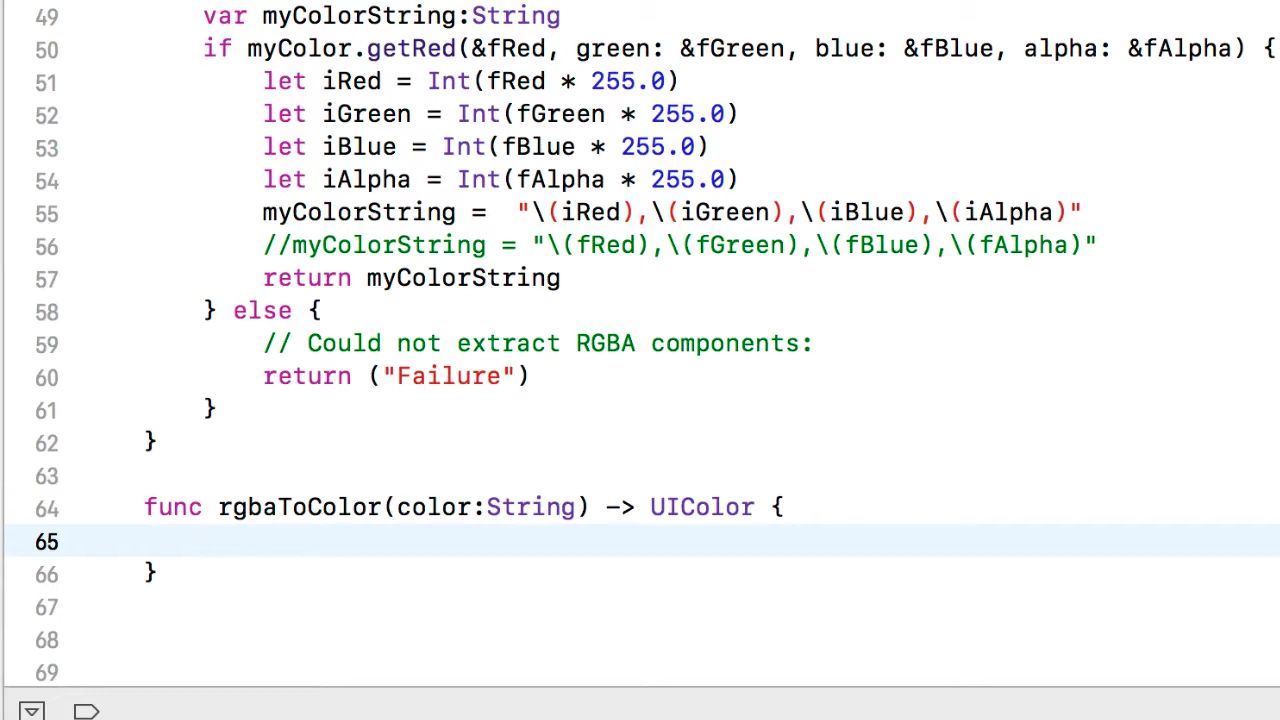 49 var myColorString:String
50 if myColor.getRed(&fRed, green: &fGreen, blue: &fBlue, alpha: &fAlpha) {
51 let iRed = Int(fRed * 255.0)
52 let iGreen = Int(fGreen * 255.0)
53 let iBlue = Int(fBlue * 255.0)
54 let iAlpha = Int(fAlpha * 255.0)
55 myColorString =  "\(iRed),\(iGreen),\(iBlue),\(iAlpha)"
56 //myColorString = "\(fRed),\(fGreen),\(fBlue),\(fAlpha)"
57 return myColorString
58 } else {
59 // Could not extract RGBA components:
60 return ("Failure")
61 }
62 }
63
64 func rgbaToColor(color:String) -> UIColor {
65
66 }
67
68
69